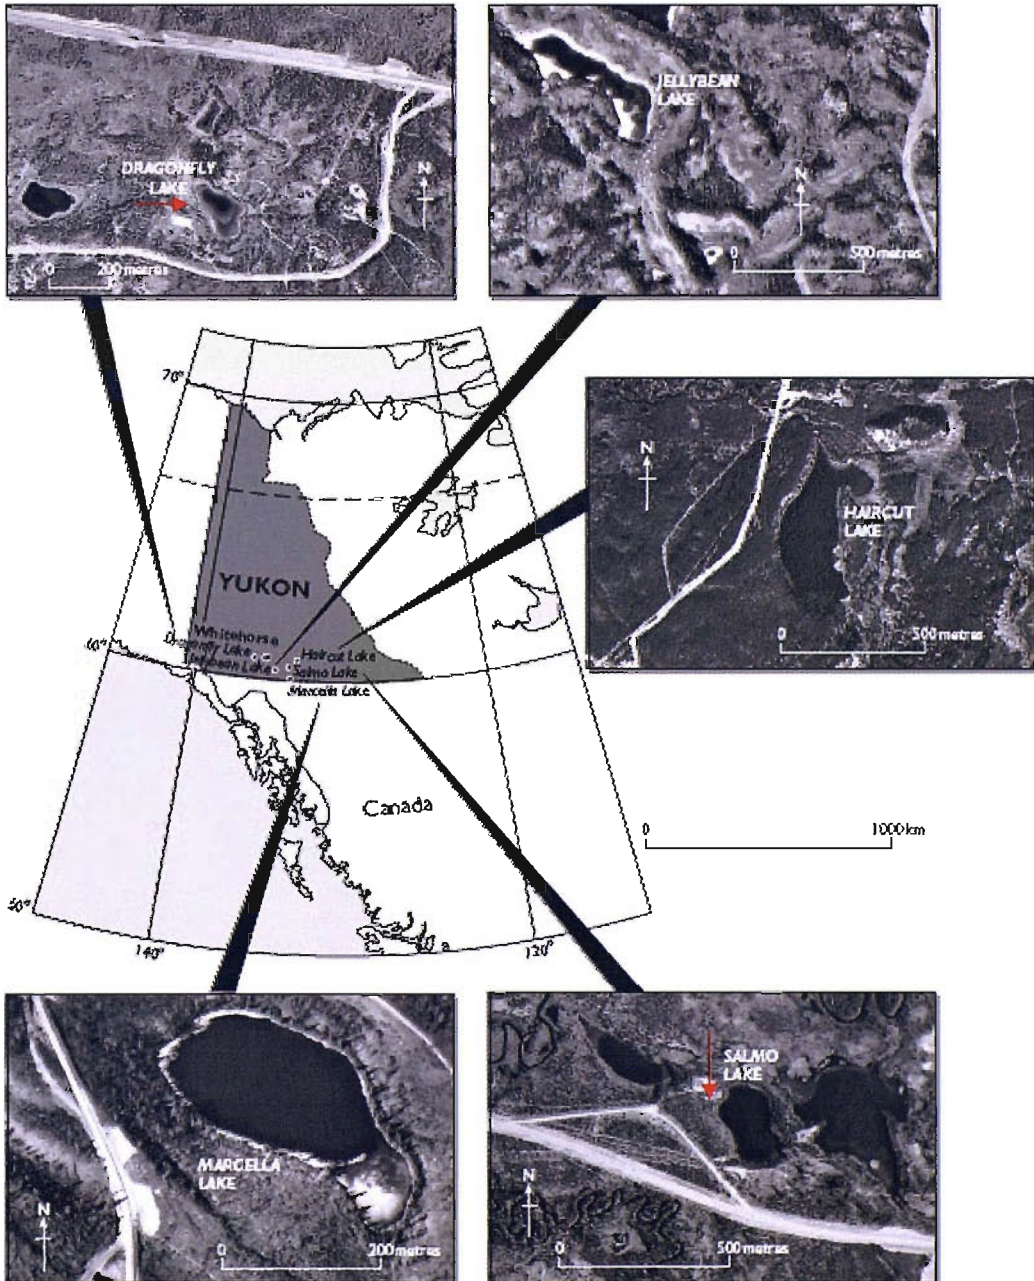 DRAGONFLY
LAKE
N
0 200 metres
JELLYBEAN
LAKE
N
0 500 metres
70°
N
HAIRCUT
LAKE
0 500 metres
YUKON
60°
Whitehorse
Dragonfly Lake
Jellybean Lake
Haircut Lake
Salmo Lake
Marcella Lake
Canada
0 1000 km
50°
140°
120°
MARCELLA
LAKE
N
0 200 metres
SALMO
LAKE
N
0 500 metres